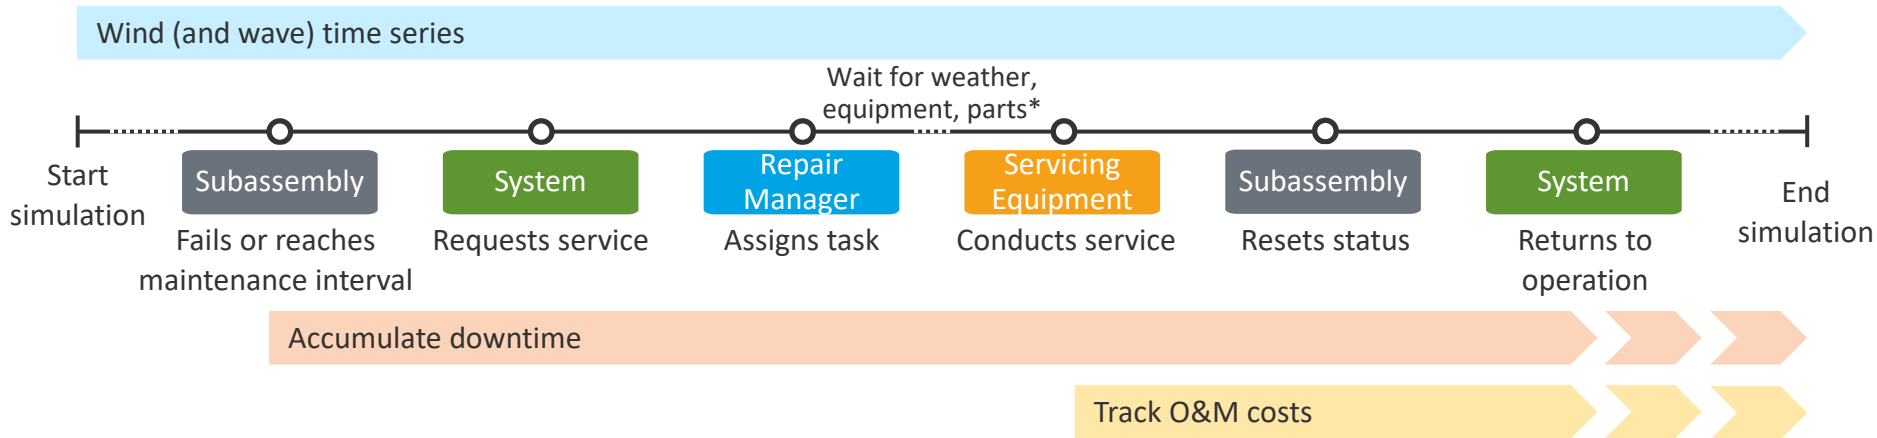 Wind (and wave) time series
Wait for weather,
equipment, parts*
Start
simulation
Subassembly
Fails or reaches
maintenance interval
System
Requests service
Repair
Manager
Assigns task
Servicing
Equipment
Conducts service
Subassembly
Resets status
System
Returns to
operation
End
simulation
Accumulate downtime
Track O&M costs